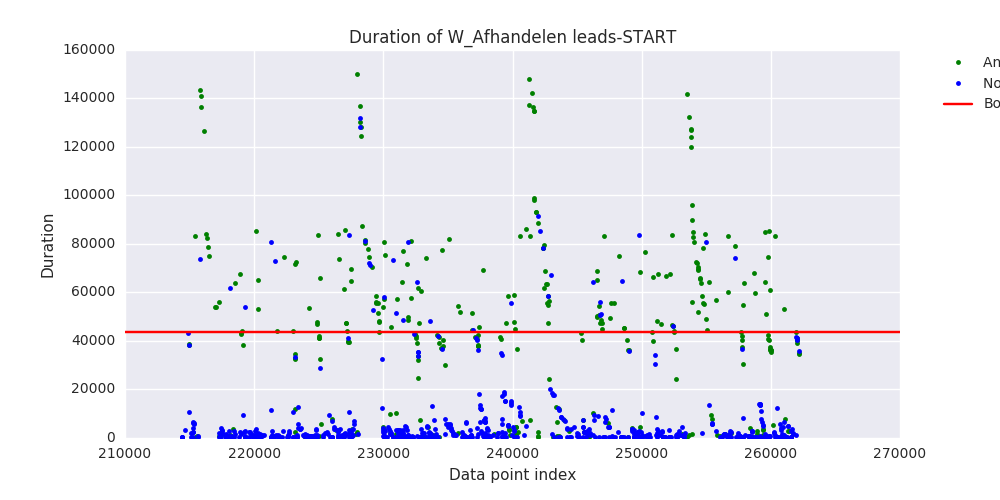 Duration of W_Afhandelen leads-START
160000
140000
120000
100000
80000
60000
40000
20000
0
Duration
210000 220000 230000 240000 250000 260000 270000
Data point index
An
No
Bo